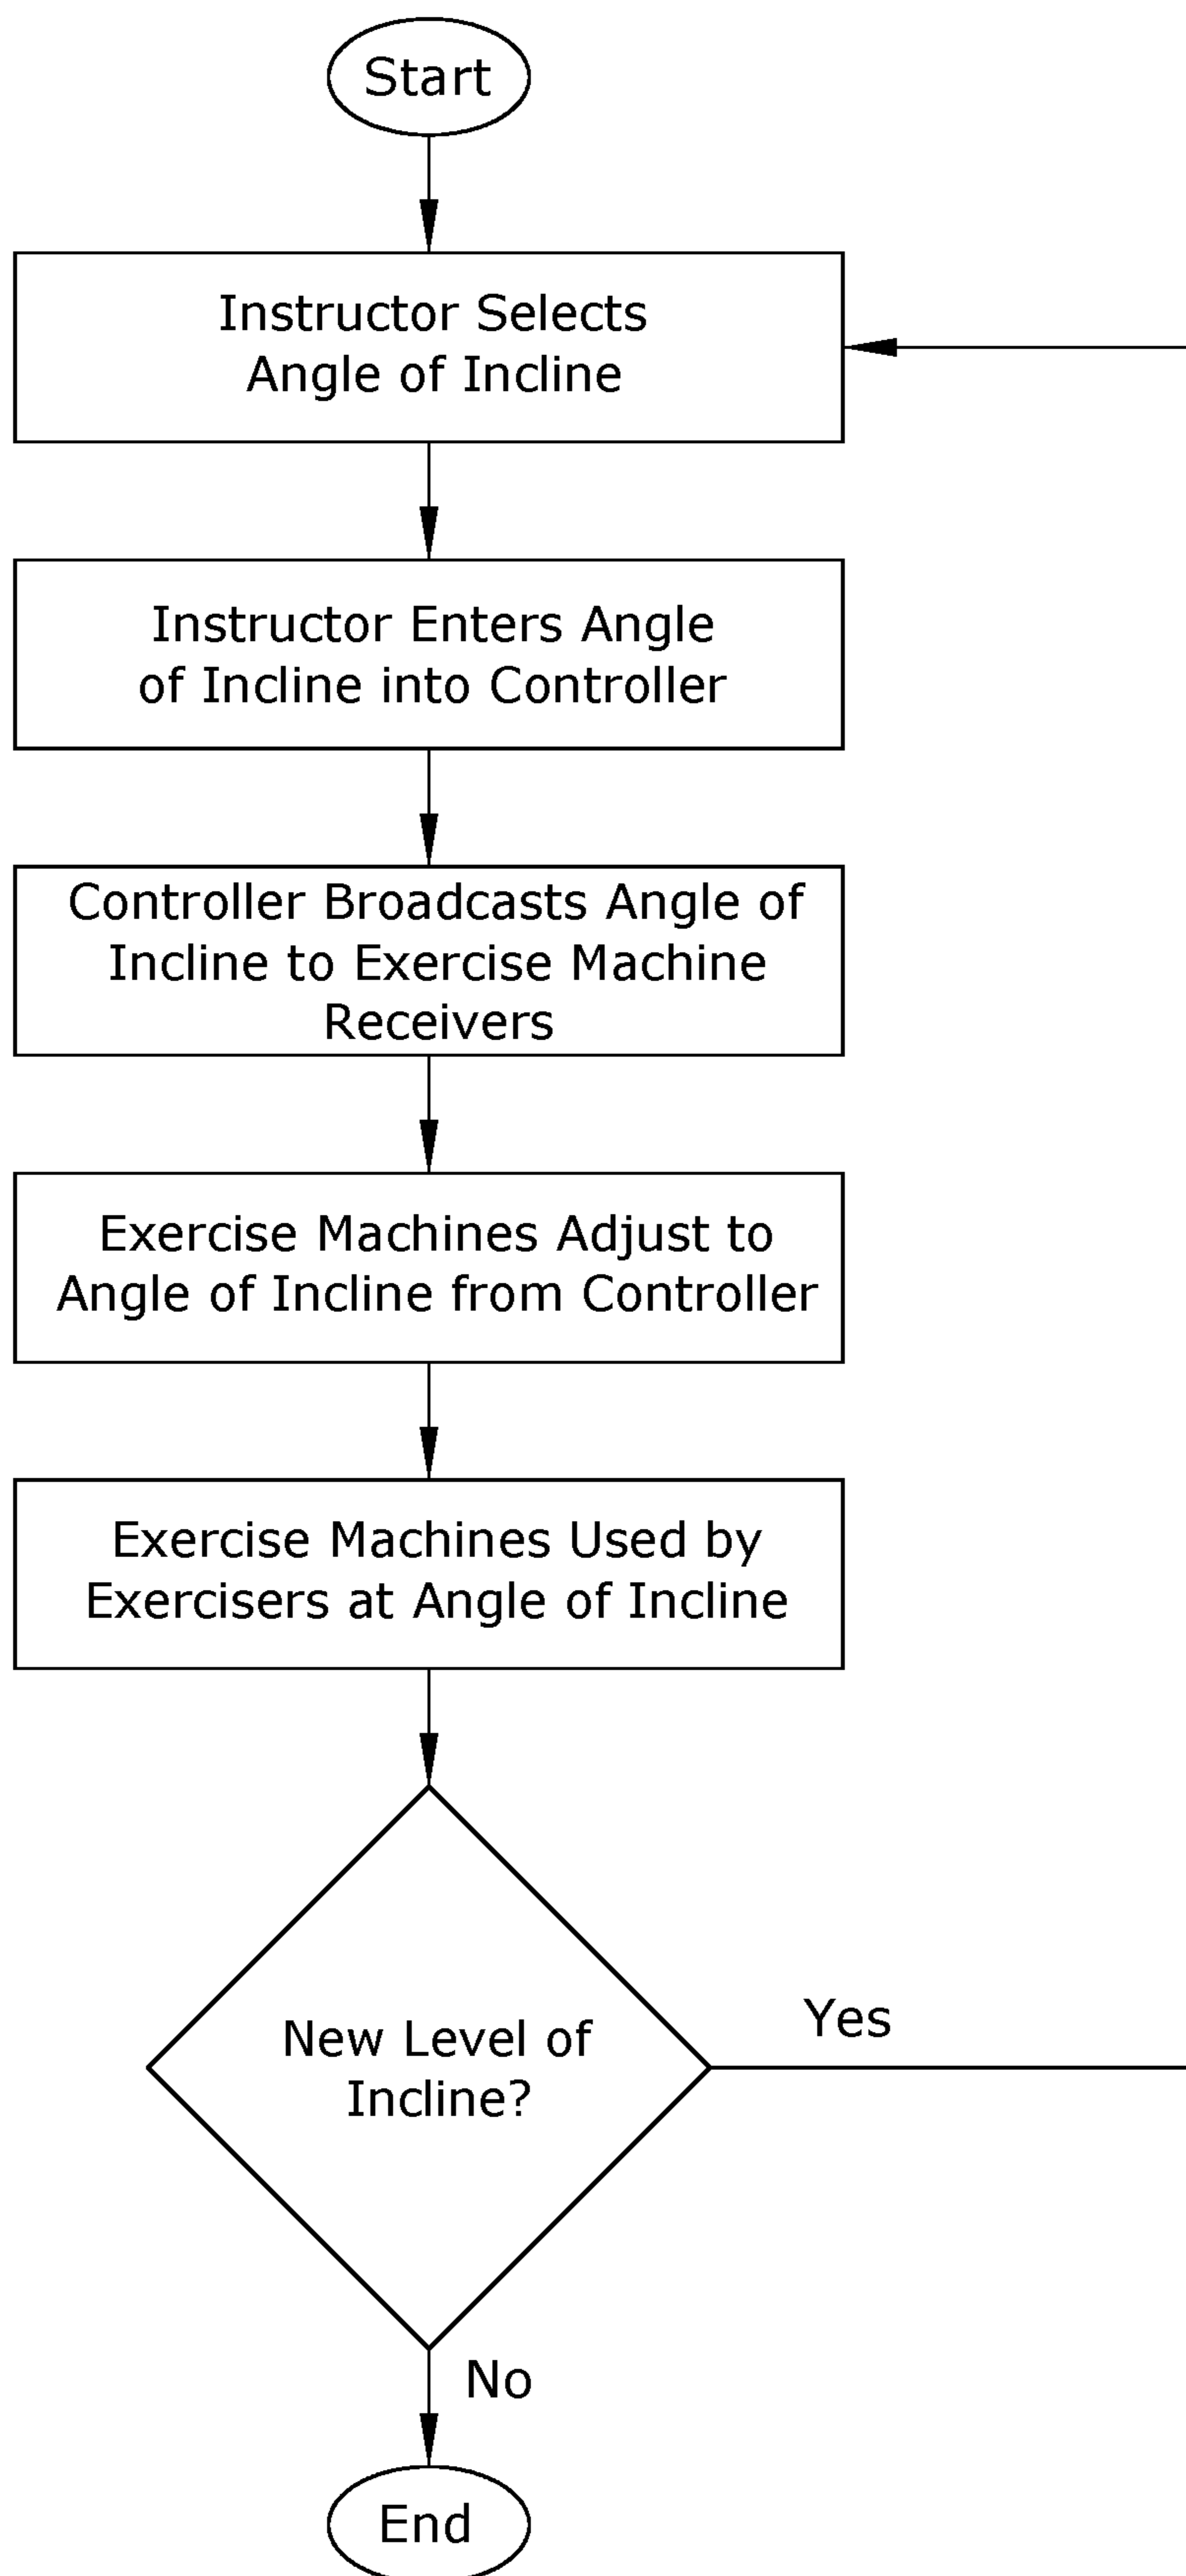 Start
Instructor Selects
Angle of Incline
Instructor Enters Angle
of Incline into Controller
Controller Broadcasts Angle of
Incline to Exercise Machine
Receivers
Exercise Machines Adjust to
Angle of Incline from Controller
Exercise Machines Used by
Exercisers at Angle of Incline
New Level of
Incline?
Yes
No
End